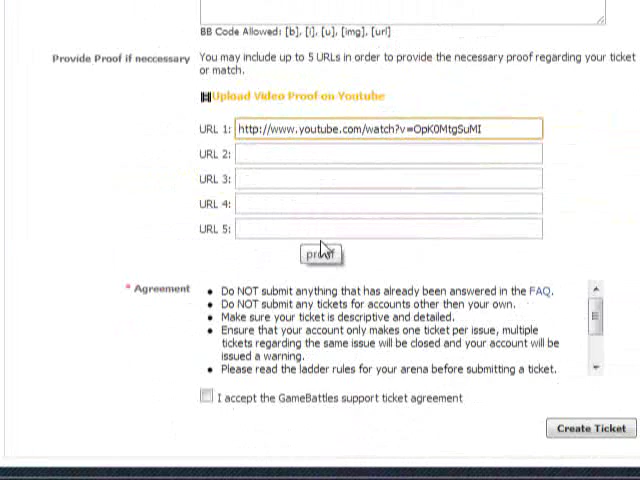 BB Code Allowed: [b], [i], [u], [img], [url]
Provide Proof if neccessary You may include up to 5 URLs in order to provide the necessary proof regarding your ticket
or match.
Upload Video Proof on Youtube
URL 1: http://www.youtube.com/watch?v=OpK0MtgSuMI
URL 2:
URL 3:
URL 4:
URL 5:
proof
* Agreement
• Do NOT submit anything that has already been answered in the FAQ.
• Do NOT submit any tickets for accounts other then your own.
• Make sure your ticket is descriptive and detailed.
• Ensure that your account only makes one ticket per issue, multiple
tickets regarding the same issue will be closed and your account will be
issued a warning.
• Please read the ladder rules for your arena before submitting a ticket.
I accept the GameBattles support ticket agreement
Create Ticket